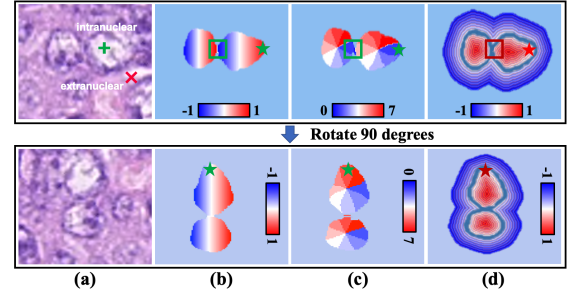 intranuclear
extranuclear
-1 1
0 7
-1 1
Rotate 90 degrees
-1 1
0 7
-1 1
(a) (b) (c) (d)